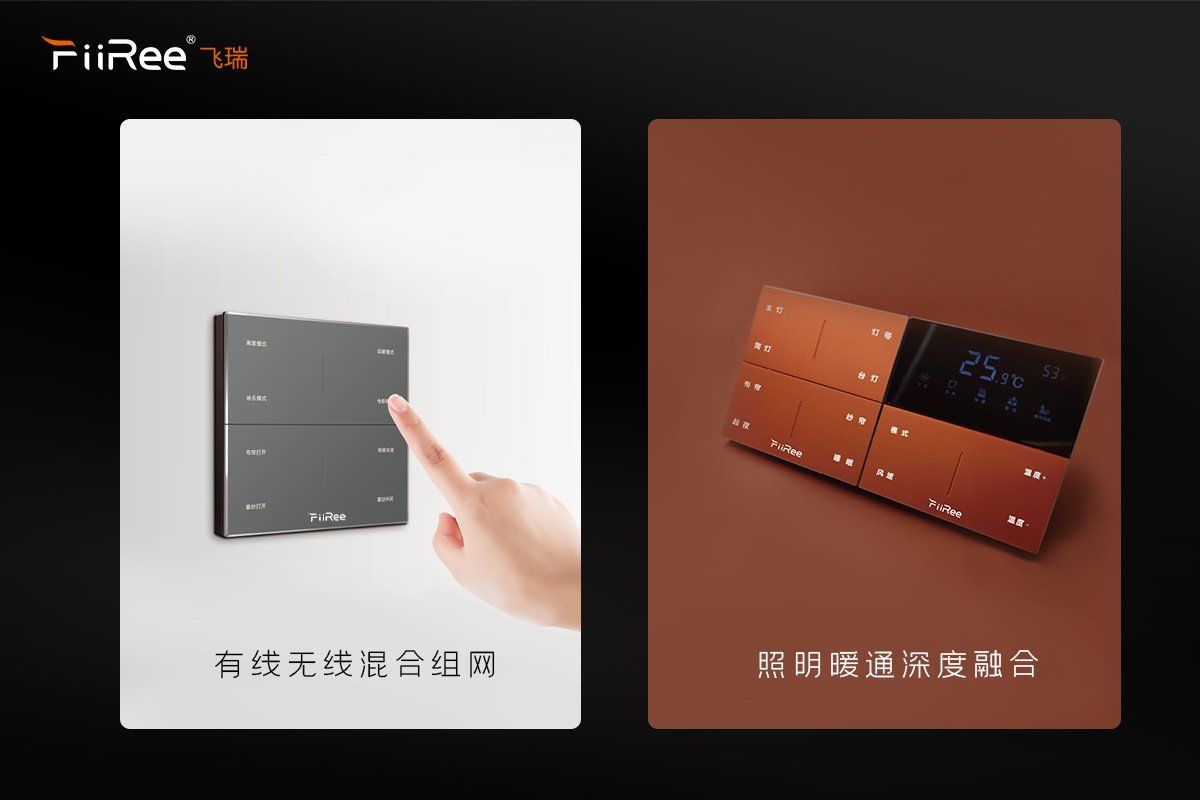 FiiRee® 飞瑞
离家模式
回家模式
娱乐模式
布帘打开
布帘关闭
窗纱打开
窗纱关闭
FiiRee
有线无线混合组网
主灯
灯带
筒灯
台灯
布帘
纱帘
起夜
睡眠
FiiRee
25.9℃
53
模式
温度+
风速
温度-
FiiRee
照明暖通深度融合